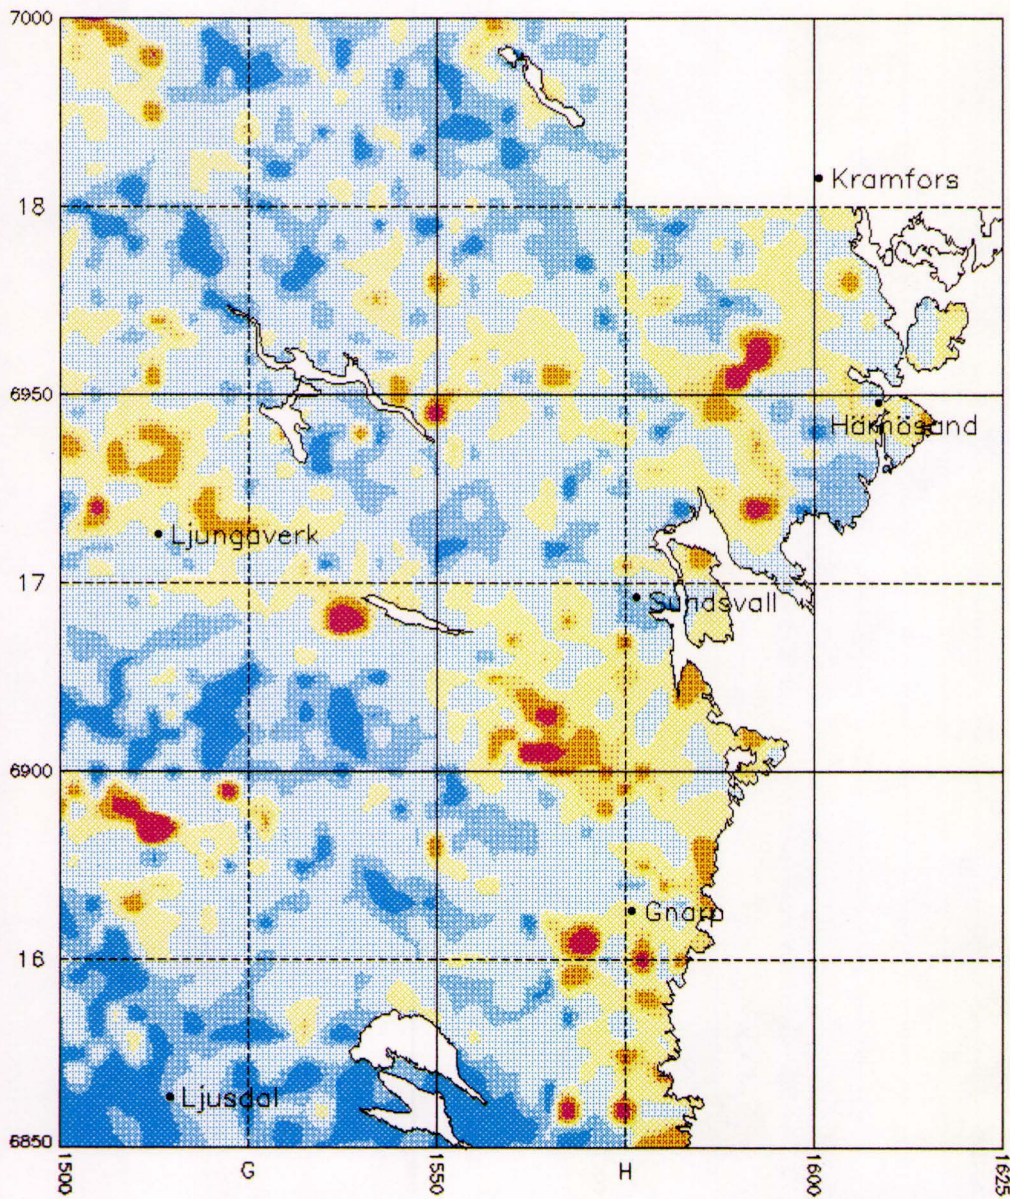 7000
Kramfors
18
6950
Härnösand
Ljungaverk
17
Sundsvall
6900
Gnarp
16
Ljusdal
6850
1500
G
1550
H
1600
1625